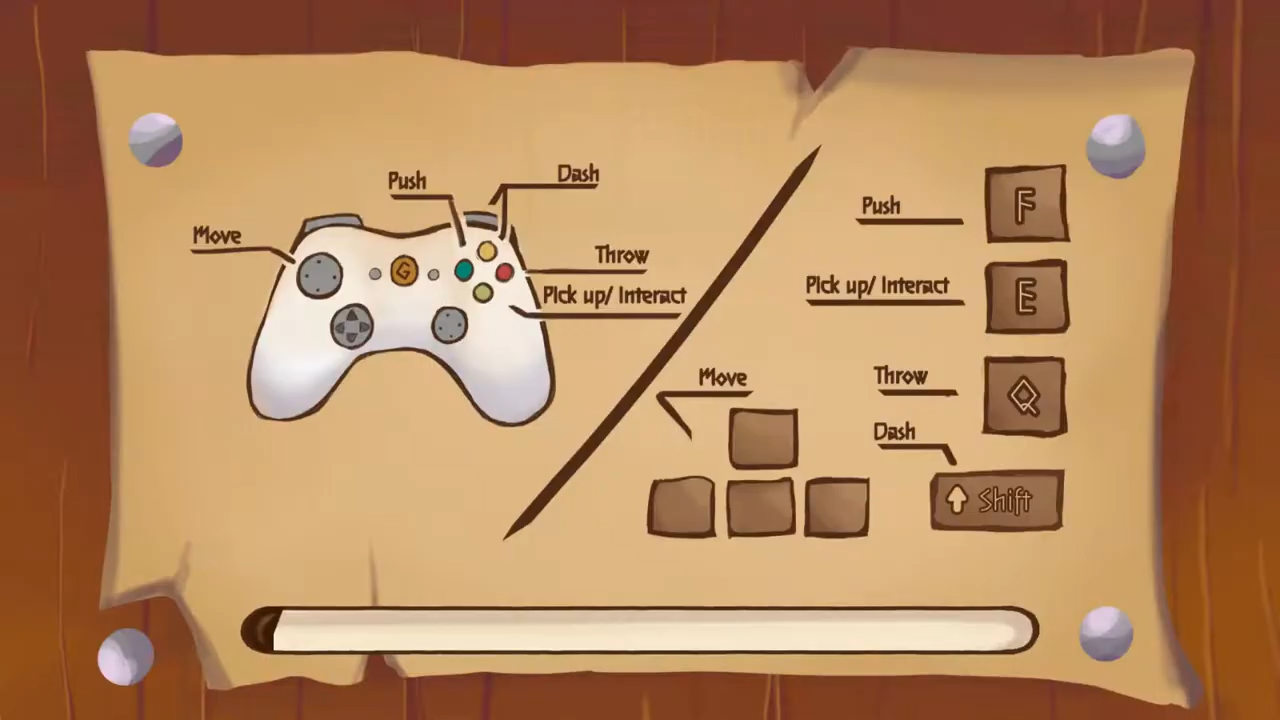 Push
Dash
Move
G
Throw
Pick up/ Interact
Push
F
Pick up/ Interact
E
Move
Throw
Q
Dash
Shift